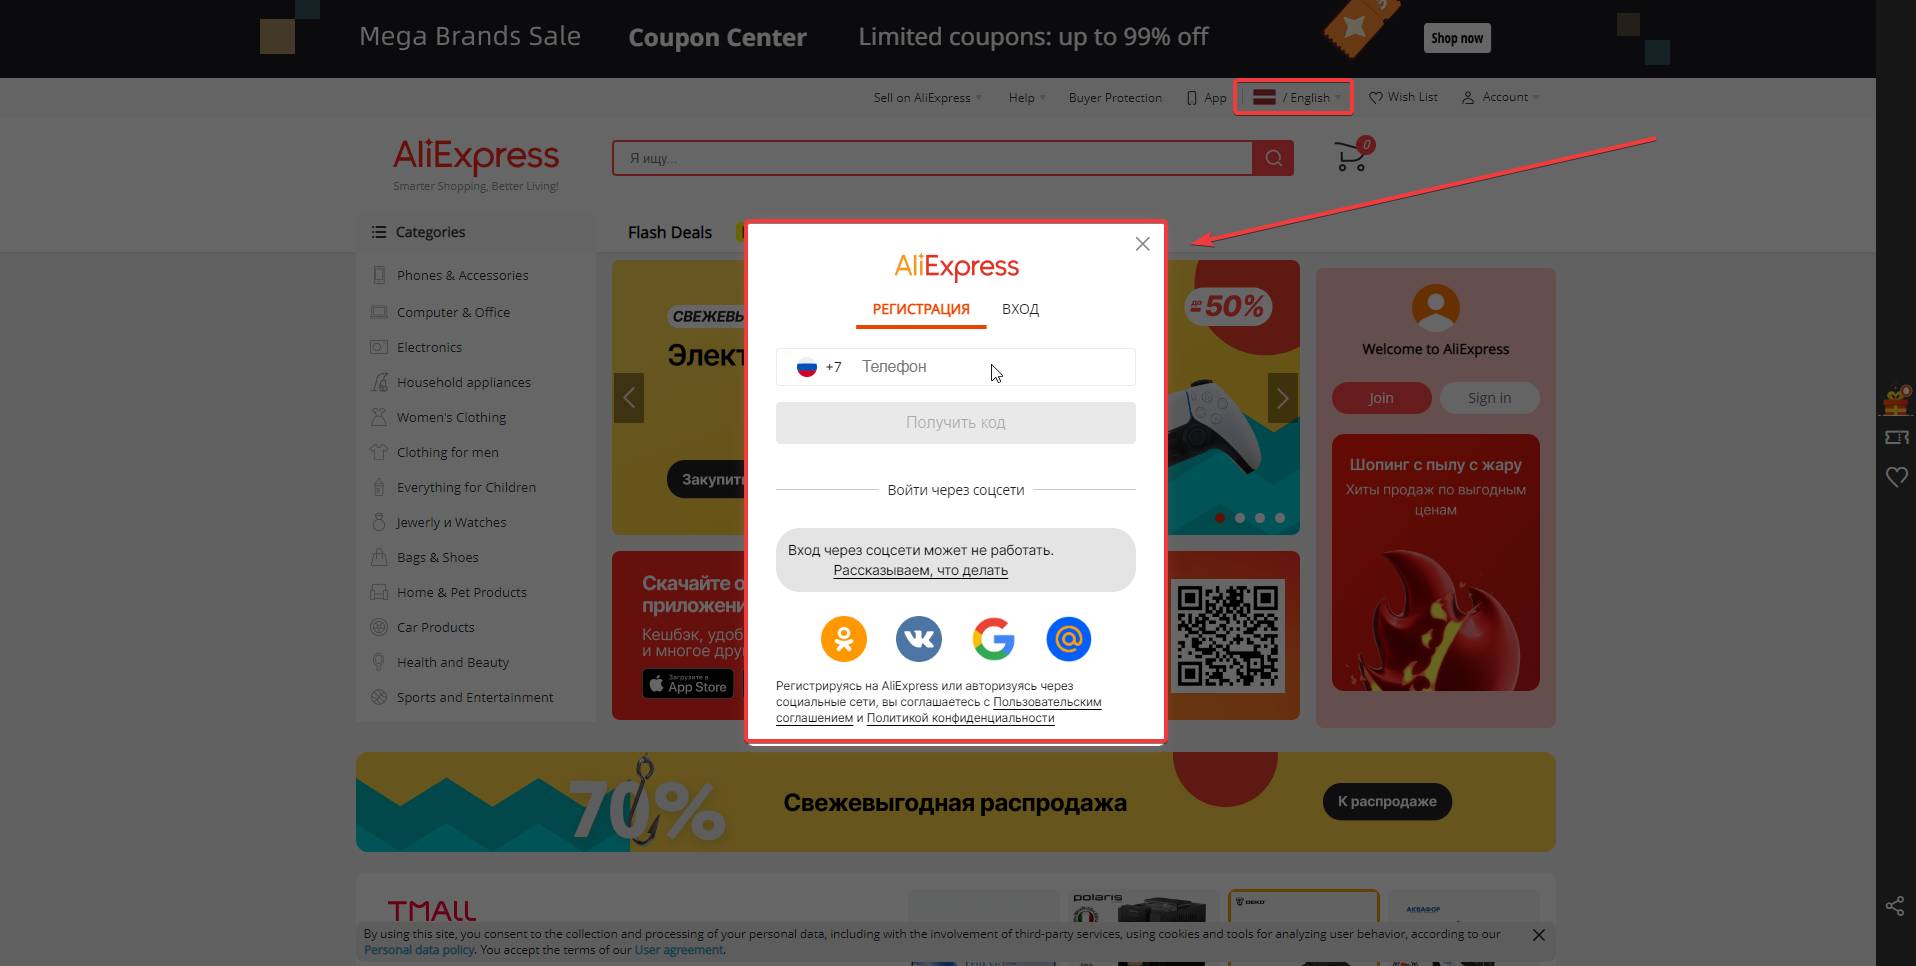 Mega Brands Sale
Coupon Center
Limited coupons: up to 99% off
Shop now
Sell on AliExpress
Help
Buyer Protection
App
/ English
Wish List
Account
AliExpress
Smarter Shopping, Better Living!
Я ищу...
0
Categories
Flash Deals
Phones & Accessories
Computer & Office
Electronics
Household appliances
Women's Clothing
Clothing for men
Everything for Children
Jewerly и Watches
Bags & Shoes
Home & Pet Products
Car Products
Health and Beauty
Sports and Entertainment
до
-50%
Закупить
Скачайте
Кешбэк,
и многое
Загрузите в
App Store
AliExpress
РЕГИСТРАЦИЯ
ВХОД
+7
Телефон
Получить код
Войти через соцсети
Вход через соцсети может не работать.
Рассказываем, что делать
Регистрируясь на AliExpress или авторизуясь через
социальные сети, вы соглашаетесь с Пользовательским
соглашением и Политикой конфиденциальности
Welcome to AliExpress
Join
Sign in
Шопинг с пылу с жару
Хиты продаж по выгодным
ценам
70%
Свежевыгодная распродажа
К распродаже
TMALL
polaris
DEKO
АКВАФОР
By using this site, you consent to the collection and processing of your personal data, including with the involvement of third-party services, using cookies and tools for analyzing user behavior, according to our
Personal data policy. You accept the terms of our User agreement.